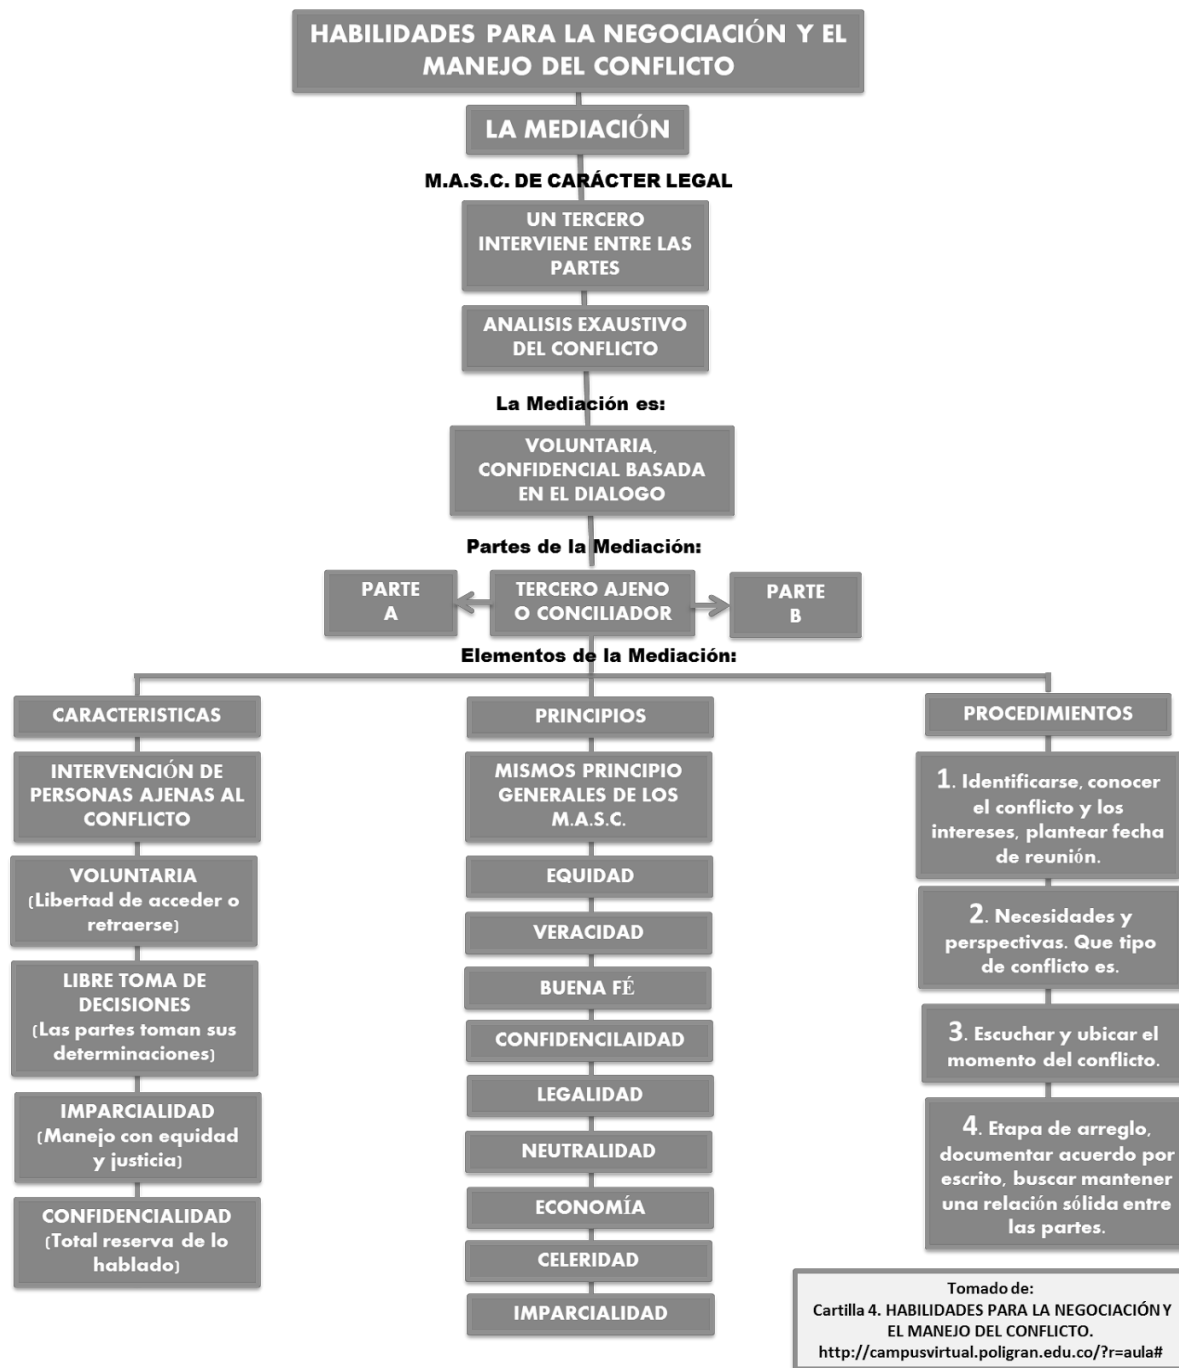 HABILIDADES PARA LA NEGOCIACIÓN Y EL
MANEJO DEL CONFLICTO
LA MEDIACIÓN
M.A.S.C. DE CARÁCTER LEGAL
UN TERCERO
INTERVIENE ENTRE LAS
PARTES
ANALISIS EXAUSTIVO
DEL CONFLICTO
La Mediación es:
VOLUNTARIA,
CONFIDENCIAL BASADA
EN EL DIALOGO
Partes de la Mediación:
PARTE
A
TERCERO AJENO
O CONCILIADOR
PARTE
B
Elementos de la Mediación:
CARACTERISTICAS
INTERVENCIÓN DE
PERSONAS AJENAS AL
CONFLICTO
VOLUNTARIA
(Libertad de acceder o
retraerse)
LIBRE TOMA DE
DECISIONES
(Las partes toman sus
determinaciones)
IMPARCIALIDAD
(Manejo con equidad
y justicia)
CONFIDENCIALIDAD
(Total reserva de lo
hablado)
PRINCIPIOS
MISMOS PRINCIPIO
GENERALES DE LOS
M.A.S.C.
EQUIDAD
VERACIDAD
BUENA FÉ
CONFIDENCILAIDAD
LEGALIDAD
NEUTRALIDAD
ECONOMÍA
CELERIDAD
IMPARCIALIDAD
PROCEDIMIENTOS
1. Identificarse, conocer
el conflicto y los
intereses, plantear fecha
de reunión.
2. Necesidades y
perspectivas. Que tipo
de conflicto es.
3. Escuchar y ubicar el
momento del conflicto.
4. Etapa de arreglo,
documentar acuerdo por
escrito, buscar mantener
una relación sólida entre
las partes.
Tomado de:
Cartilla 4. HABILIDADES PARA LA NEGOCIACIÓN Y
EL MANEJO DEL CONFLICTO.
http://campusvirtual.poligran.edu.co/?r=aula#